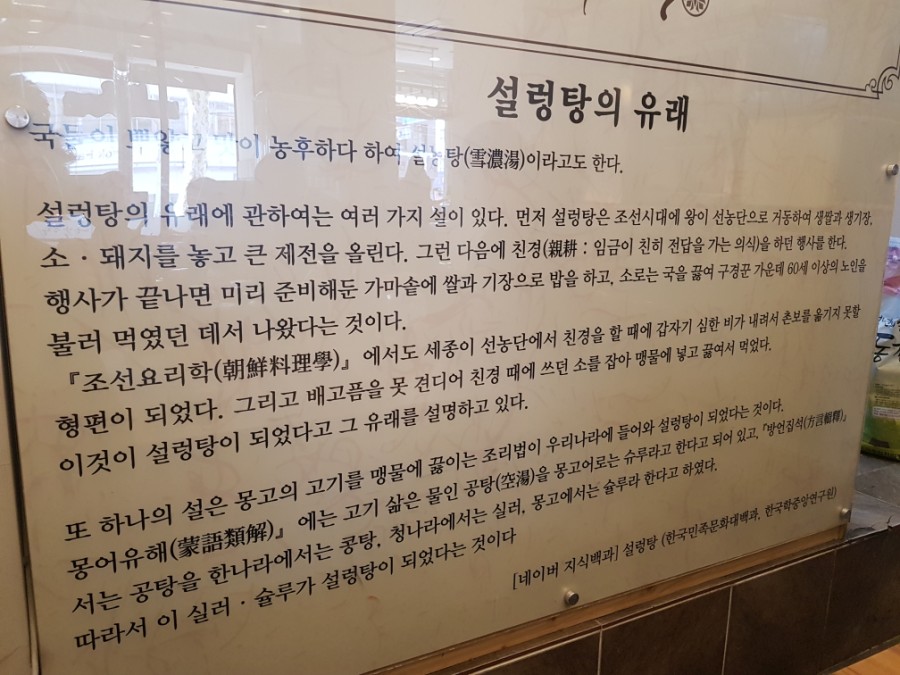 설렁탕의 유래
국물이 뽀얗고 맛이 농후하다 하여 설농탕(雪濃湯)이라고도 한다.
설렁탕의 유래에 관하여는 여러 가지 설이 있다. 먼저 설렁탕은 조선시대에 왕이 선농단으로 거동하여 생쌀과 생기장,
소 · 돼지를 놓고 큰 제전을 올린다. 그런 다음에 친경(親耕 : 임금이 친히 전답을 가는 의식)을 하던 행사를 한다.
행사가 끝나면 미리 준비해둔 가마솥에 쌀과 기장으로 밥을 하고, 소로는 국을 끓여 구경꾼 가운데 60세 이상의 노인을
불러 먹였던 데서 나왔다는 것이다.
『조선요리학(朝鮮料理學)』에서도 세종이 선농단에서 친경을 할 때에 갑자기 심한 비가 내려서 촌보를 옮기지 못할
형편이 되었다. 그리고 배고픔을 못 견디어 친경 때에 쓰던 소를 잡아 맹물에 넣고 끓여서 먹었다.
이것이 설렁탕이 되었다고 그 유래를 설명하고 있다.
또 하나의 설은 몽고의 고기를 맹물에 끓이는 조리법이 우리나라에 들어와 설렁탕이 되었다는 것이다.
몽어유해(蒙語類解)』에는 고기 삶은 물인 공탕(空湯)을 몽고어로는 슈루라고 한다고 되어 있고,『방언집석(方言輯釋)』
서는 공탕을 한나라에서는 콩탕, 청나라에서는 실러, 몽고에서는 슐루라 한다고 하였다.
따라서 이 실러 · 슐루가 설렁탕이 되었다는 것이다
[네이버 지식백과] 설렁탕 (한국민족문화대백과, 한국학중앙연구원)